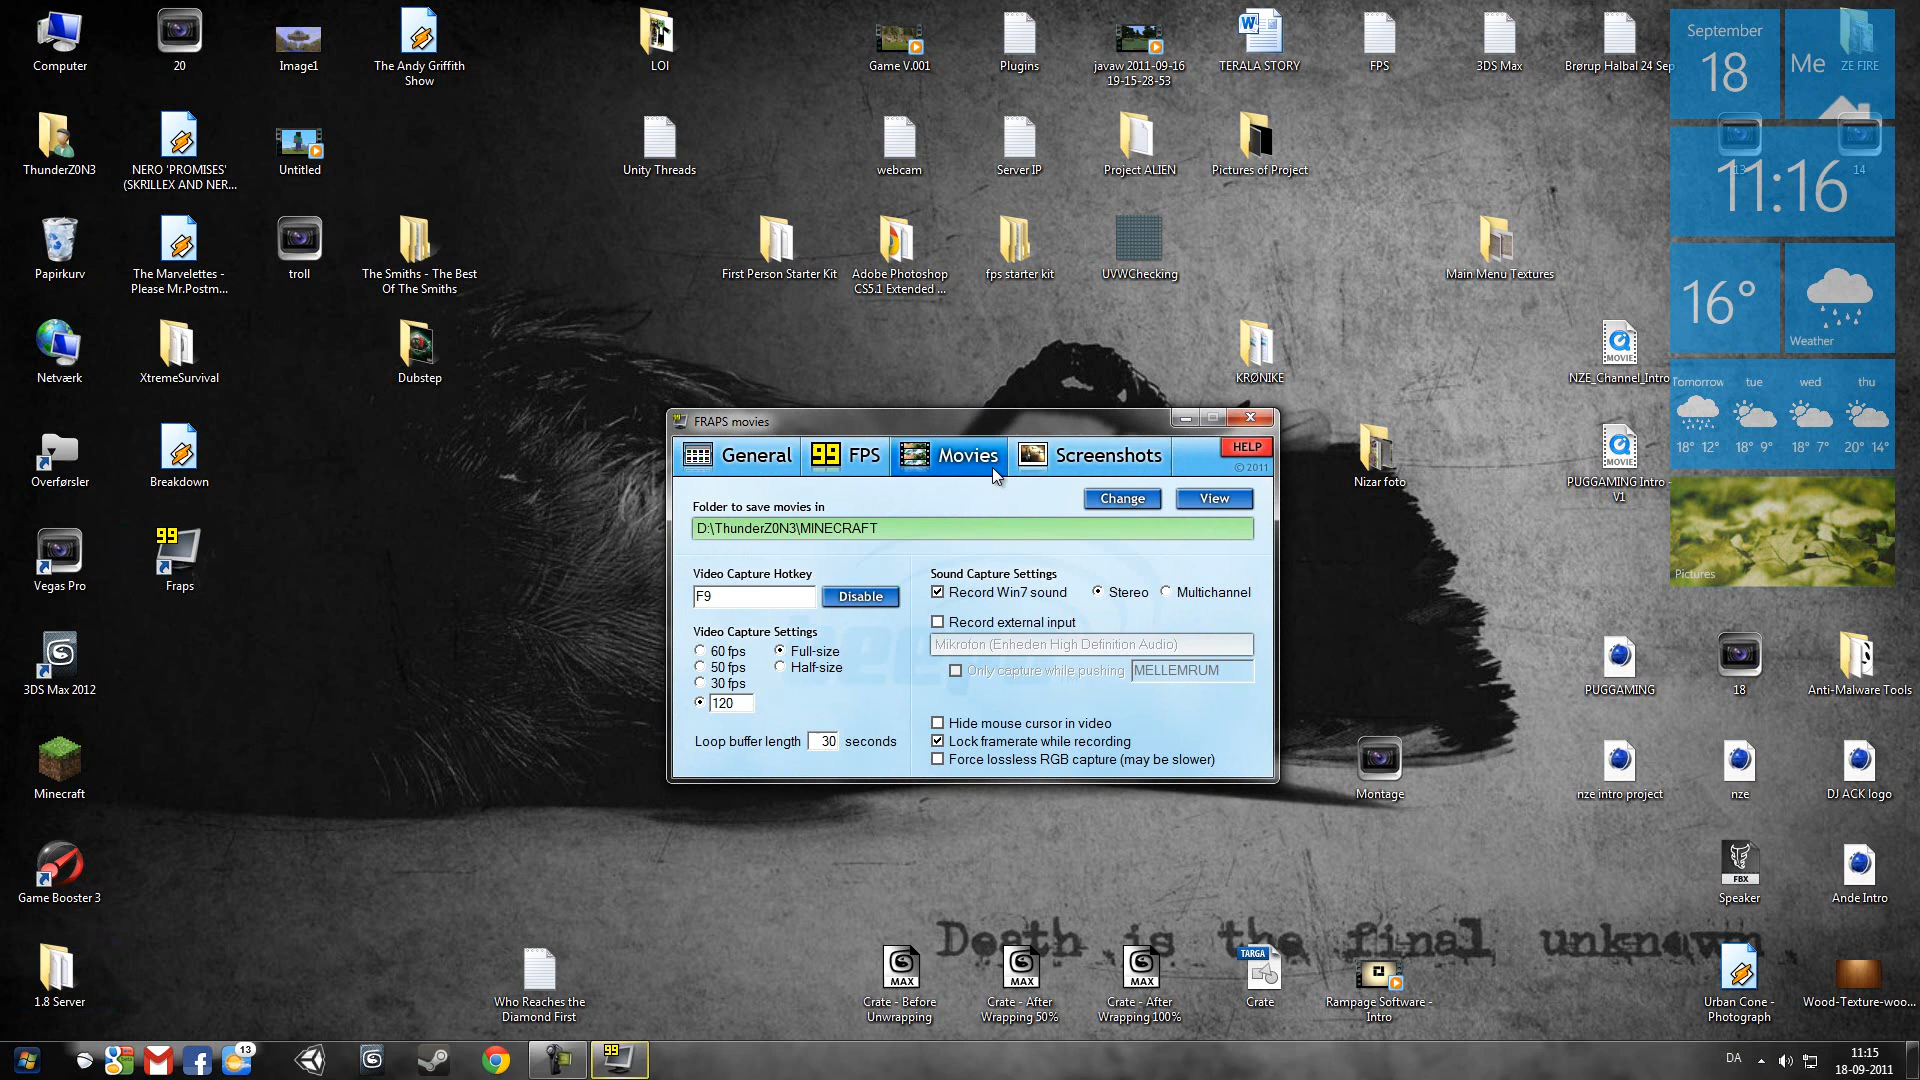 Computer
20
Image1
The Andy Griffith
Show
LOI
Game V.001
Plugins
javaw 2011-09-16
19-15-28-53
TERALA STORY
FPS
3DS Max
Brørup Halbal 24 Sep
September
18
Me
ZE FIRE
ThunderZ0N3
NERO 'PROMISES'
(SKRILLEX AND NER...
Untitled
Unity Threads
webcam
Server IP
Project ALIEN
Pictures of Project
13
14
11:16
Papirkurv
The Marvelettes -
Please Mr.Postm...
troll
The Smiths - The Best
Of The Smiths
First Person Starter Kit
Adobe Photoshop
CS5.1 Extended ...
fps starter kit
UVWChecking
Main Menu Textures
16°
Weather
Netværk
XtremeSurvival
Dubstep
KRØNIKE
MOVIE
NZE_Channel_Intro
Tomorrow
tue
wed
thu
18° 12°
18° 9°
18° 7°
20° 14°
Overførsler
Breakdown
Nizar foto
MOVIE
PUGGAMING Intro -
V1
Pictures
FRAPS movies
General
99
FPS
Movies
Screenshots
HELP
© 2011
Folder to save movies in
Change
View
D:\ThunderZ0N3\MINECRAFT
Video Capture Hotkey
F9
Disable
Sound Capture Settings
Record Win7 sound
Stereo
Multichannel
Record external input
Mikrofon (Enheden High Definition Audio)
Only capture while pushing
MELLEMRUM
Video Capture Settings
60 fps
50 fps
30 fps
120
Full-size
Half-size
Loop buffer length
30
seconds
Hide mouse cursor in video
Lock framerate while recording
Force lossless RGB capture (may be slower)
Vegas Pro
99
Fraps
3DS Max 2012
PUGGAMING
18
Anti-Malware Tools
Minecraft
Montage
nze intro project
nze
DJ ACK logo
Game Booster 3
FBX
Speaker
Ande Intro
Death is the final unknown
1.8 Server
Who Reaches the
Diamond First
MAX
Crate - Before
Unwrapping
MAX
Crate - After
Wrapping 50%
MAX
Crate - After
Wrapping 100%
TARGA
Crate
Rampage Software -
Intro
Urban Cone -
Photograph
Wood-Texture-woo...
13
99
DA
11:15
18-09-2011